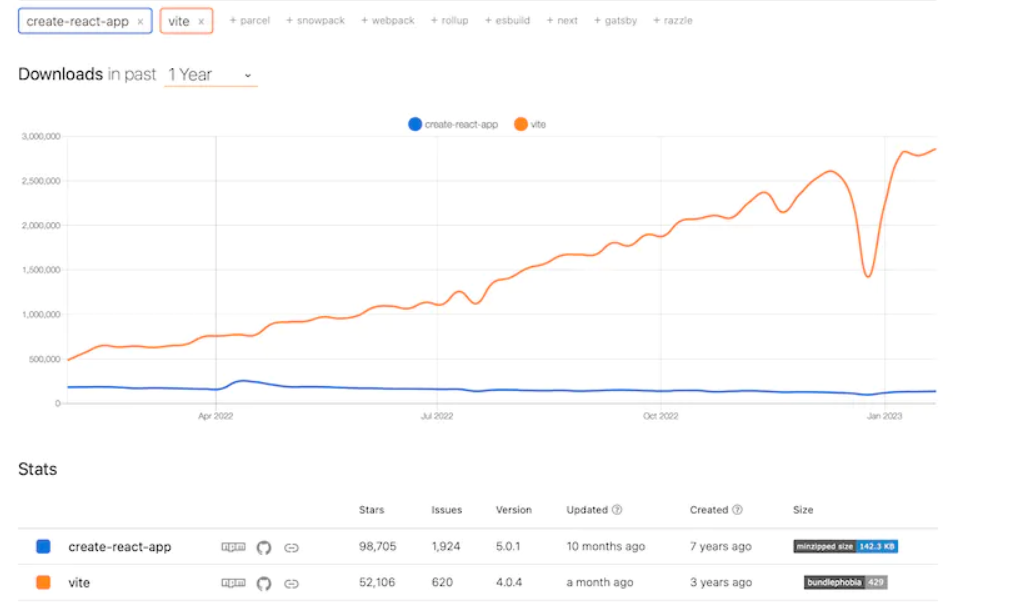 create-react-app × vite × + parcel + snowpack + webpack + rollup + esbuild + next + gatsby + razzle
Downloads in past 1 Year
create-react-app vite
3,000,000
2,500,000
2,000,000
1,500,000
1,000,000
500,000
0
Apr 2022 Jul 2022 Oct 2022 Jan 2023
Stats
Stars Issues Version Updated ? Created ? Size
create-react-app npm 98,705 1,924 5.0.1 10 months ago 7 years ago minzipped size 142.3 KB
vite npm 52,106 620 4.0.4 a month ago 3 years ago bundlephobia 429